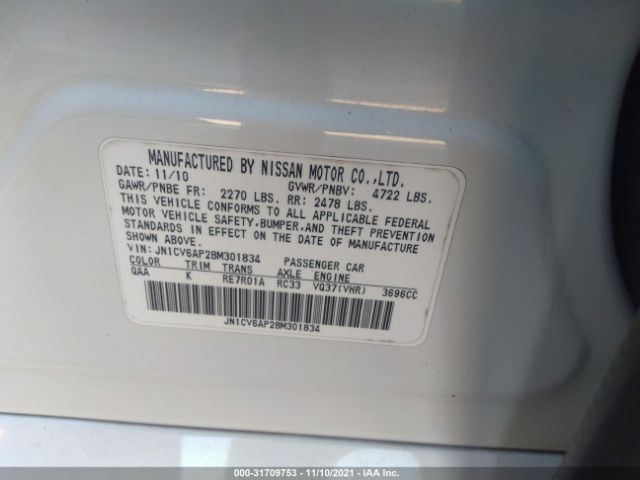 MANUFACTURED BY NISSAN MOTOR CO.,LTD.
DATE: 11/10 GVWR/PNBV: 4722 LBS.
GAWR/PNBE FR: 2270 LBS. RR: 2478 LBS.
THIS VEHICLE CONFORMS TO ALL APPLICABLE FEDERAL
MOTOR VEHICLE SAFETY, BUMPER, AND THEFT PREVENTION
STANDARDS IN EFFECT ON THE DATE OF MANUFACTURE
SHOWN ABOVE.
VIN: JN1CV6AP2BM301834 PASSENGER CAR
COLOR TRIM TRANS AXLE ENGINE
QAA K RE7R01A RC33 VQ37(VHR) 3696CC
JN1CV6AP2BM301834
000-31709753 - 11/10/2021 - IAA Inc.